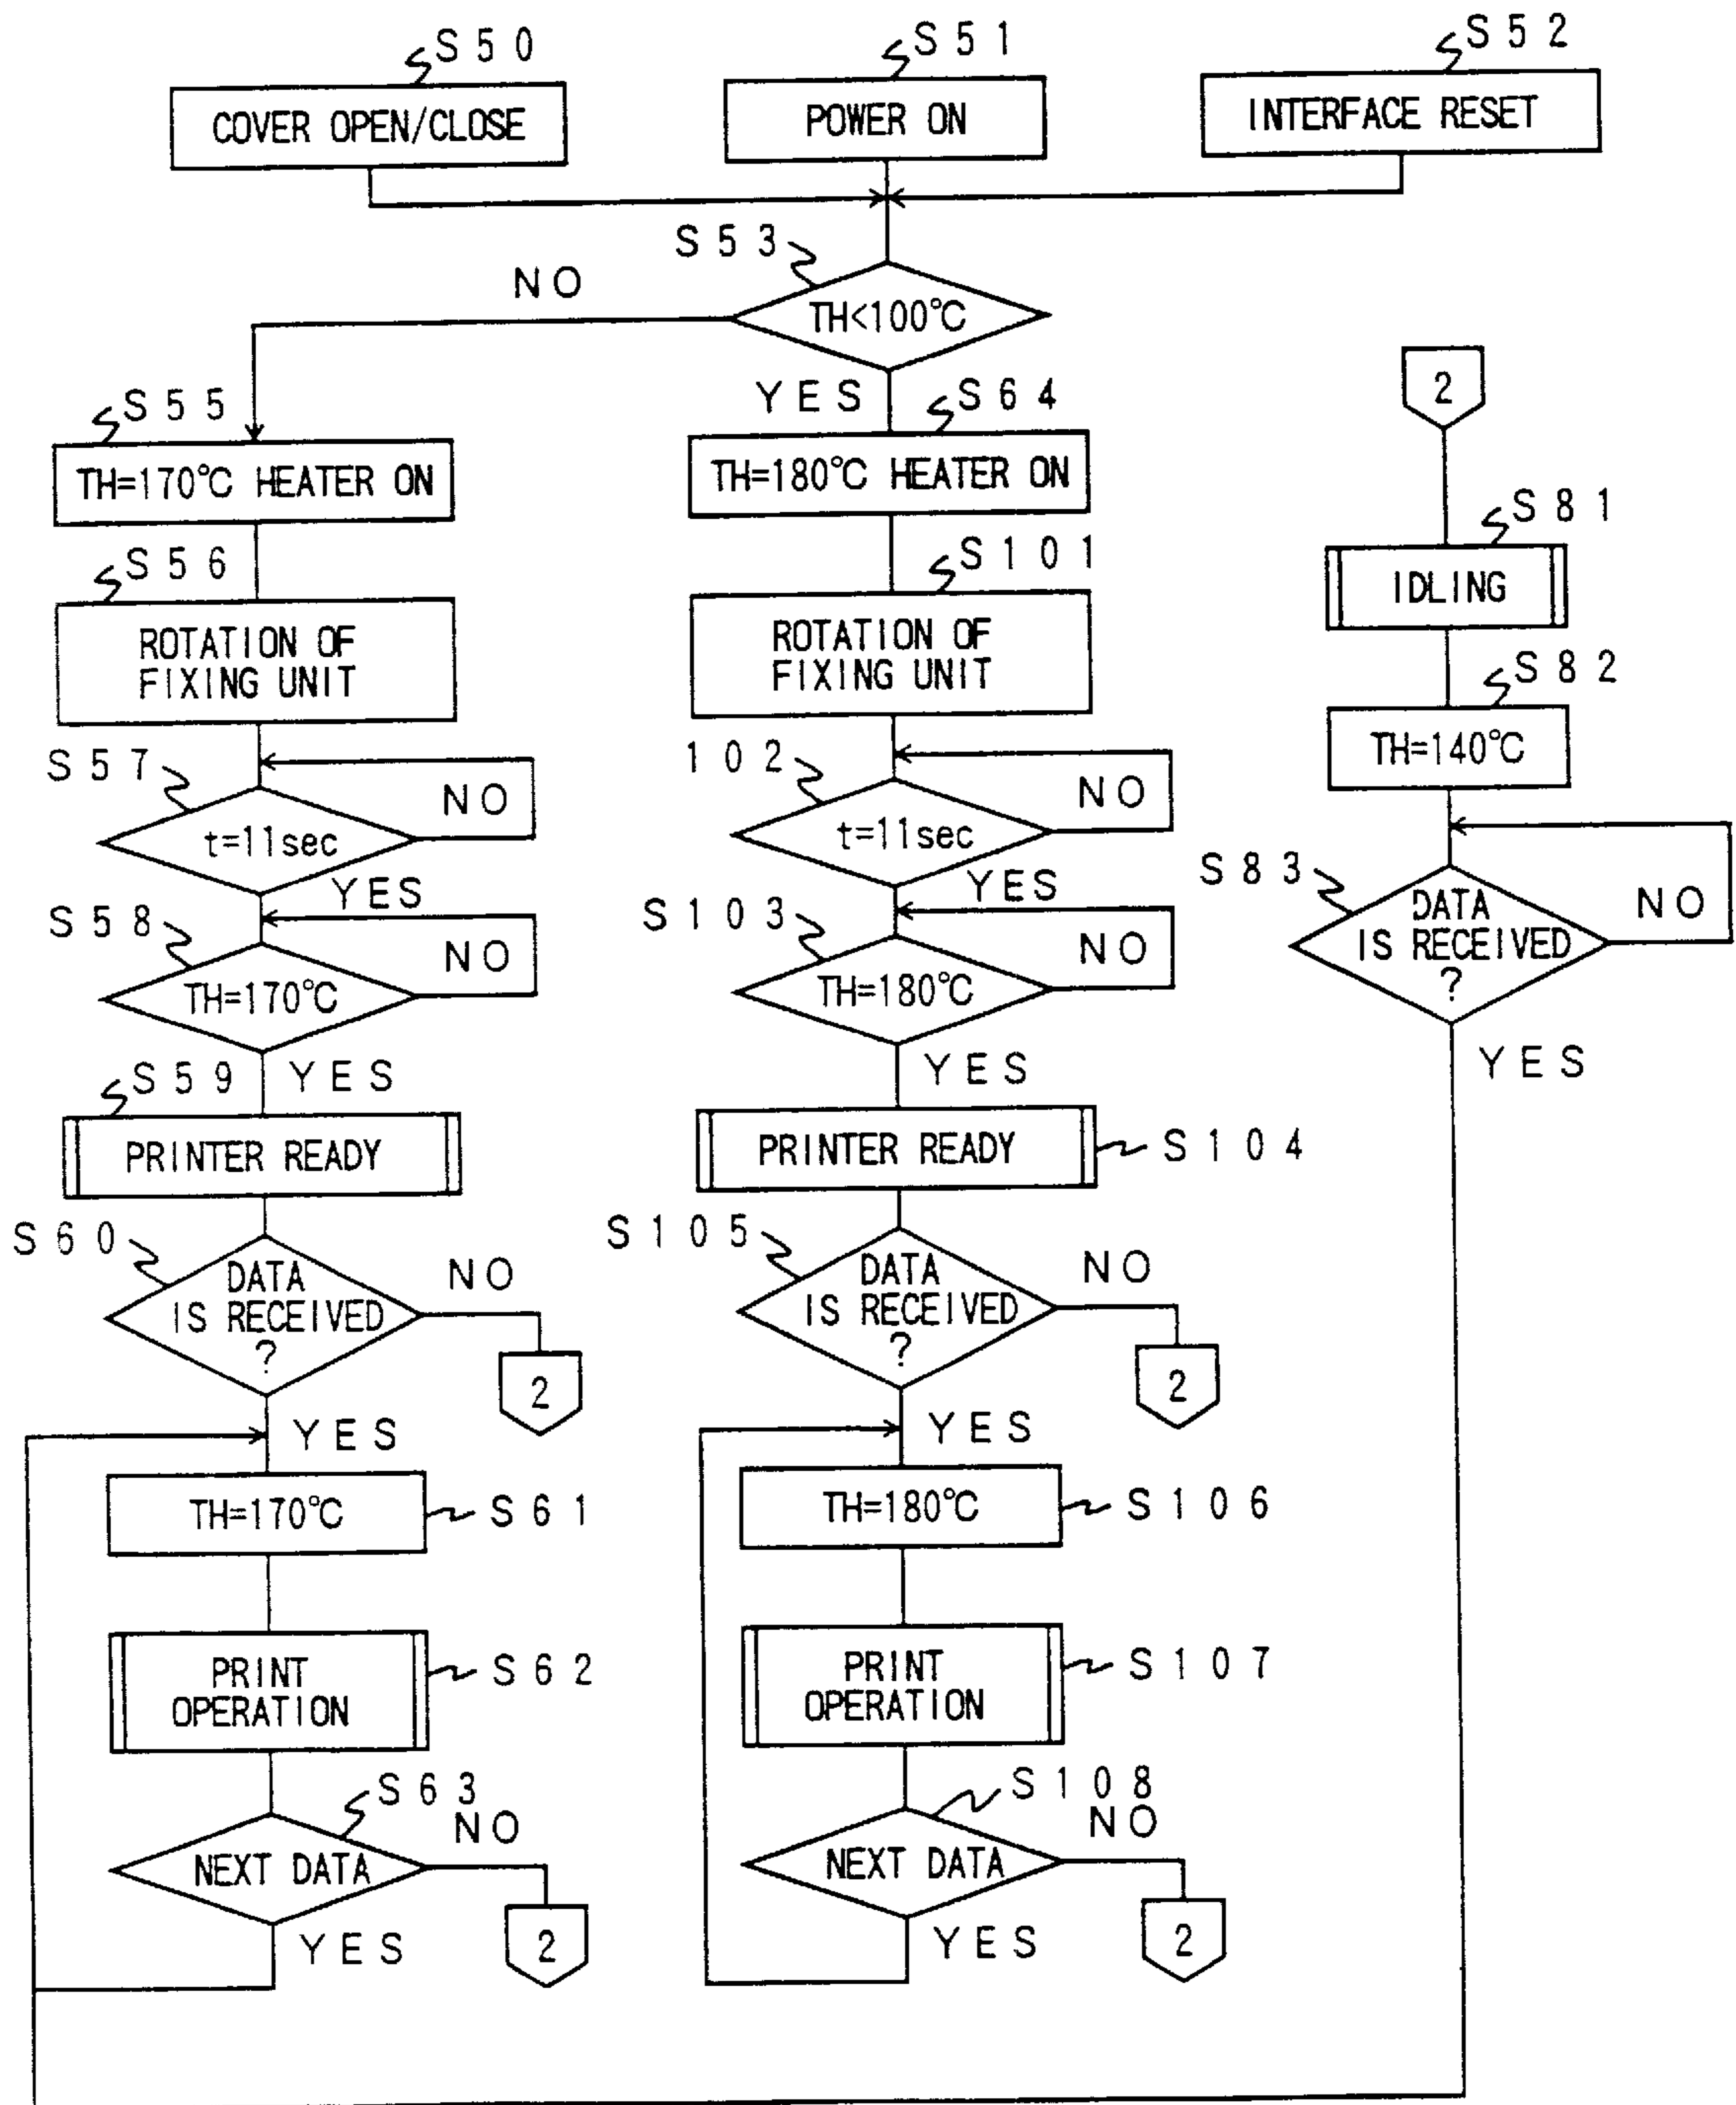 S50
S51
S52
COVER OPEN/CLOSE
POWER ON
INTERFACE RESET
S53
NO
TH<100℃
YES
S55
TH=170℃ HEATER ON
S56
ROTATION OF
FIXING UNIT
S57
NO
t=11sec
YES
S58
NO
TH=170℃
YES
S59
PRINTER READY
S60
NO
DATA
IS RECEIVED
?
2
YES
TH=170℃
S61
PRINT
OPERATION
S62
S63
NO
NEXT DATA
2
YES
S64
TH=180℃ HEATER ON
S101
ROTATION OF
FIXING UNIT
102
NO
t=11sec
YES
S103
NO
TH=180℃
YES
PRINTER READY
S104
S105
NO
DATA
IS RECEIVED
?
2
YES
TH=180℃
S106
PRINT
OPERATION
S107
S108
NO
NEXT DATA
2
YES
2
S81
IDLING
S82
TH=140℃
S83
NO
DATA
IS RECEIVED
?
YES